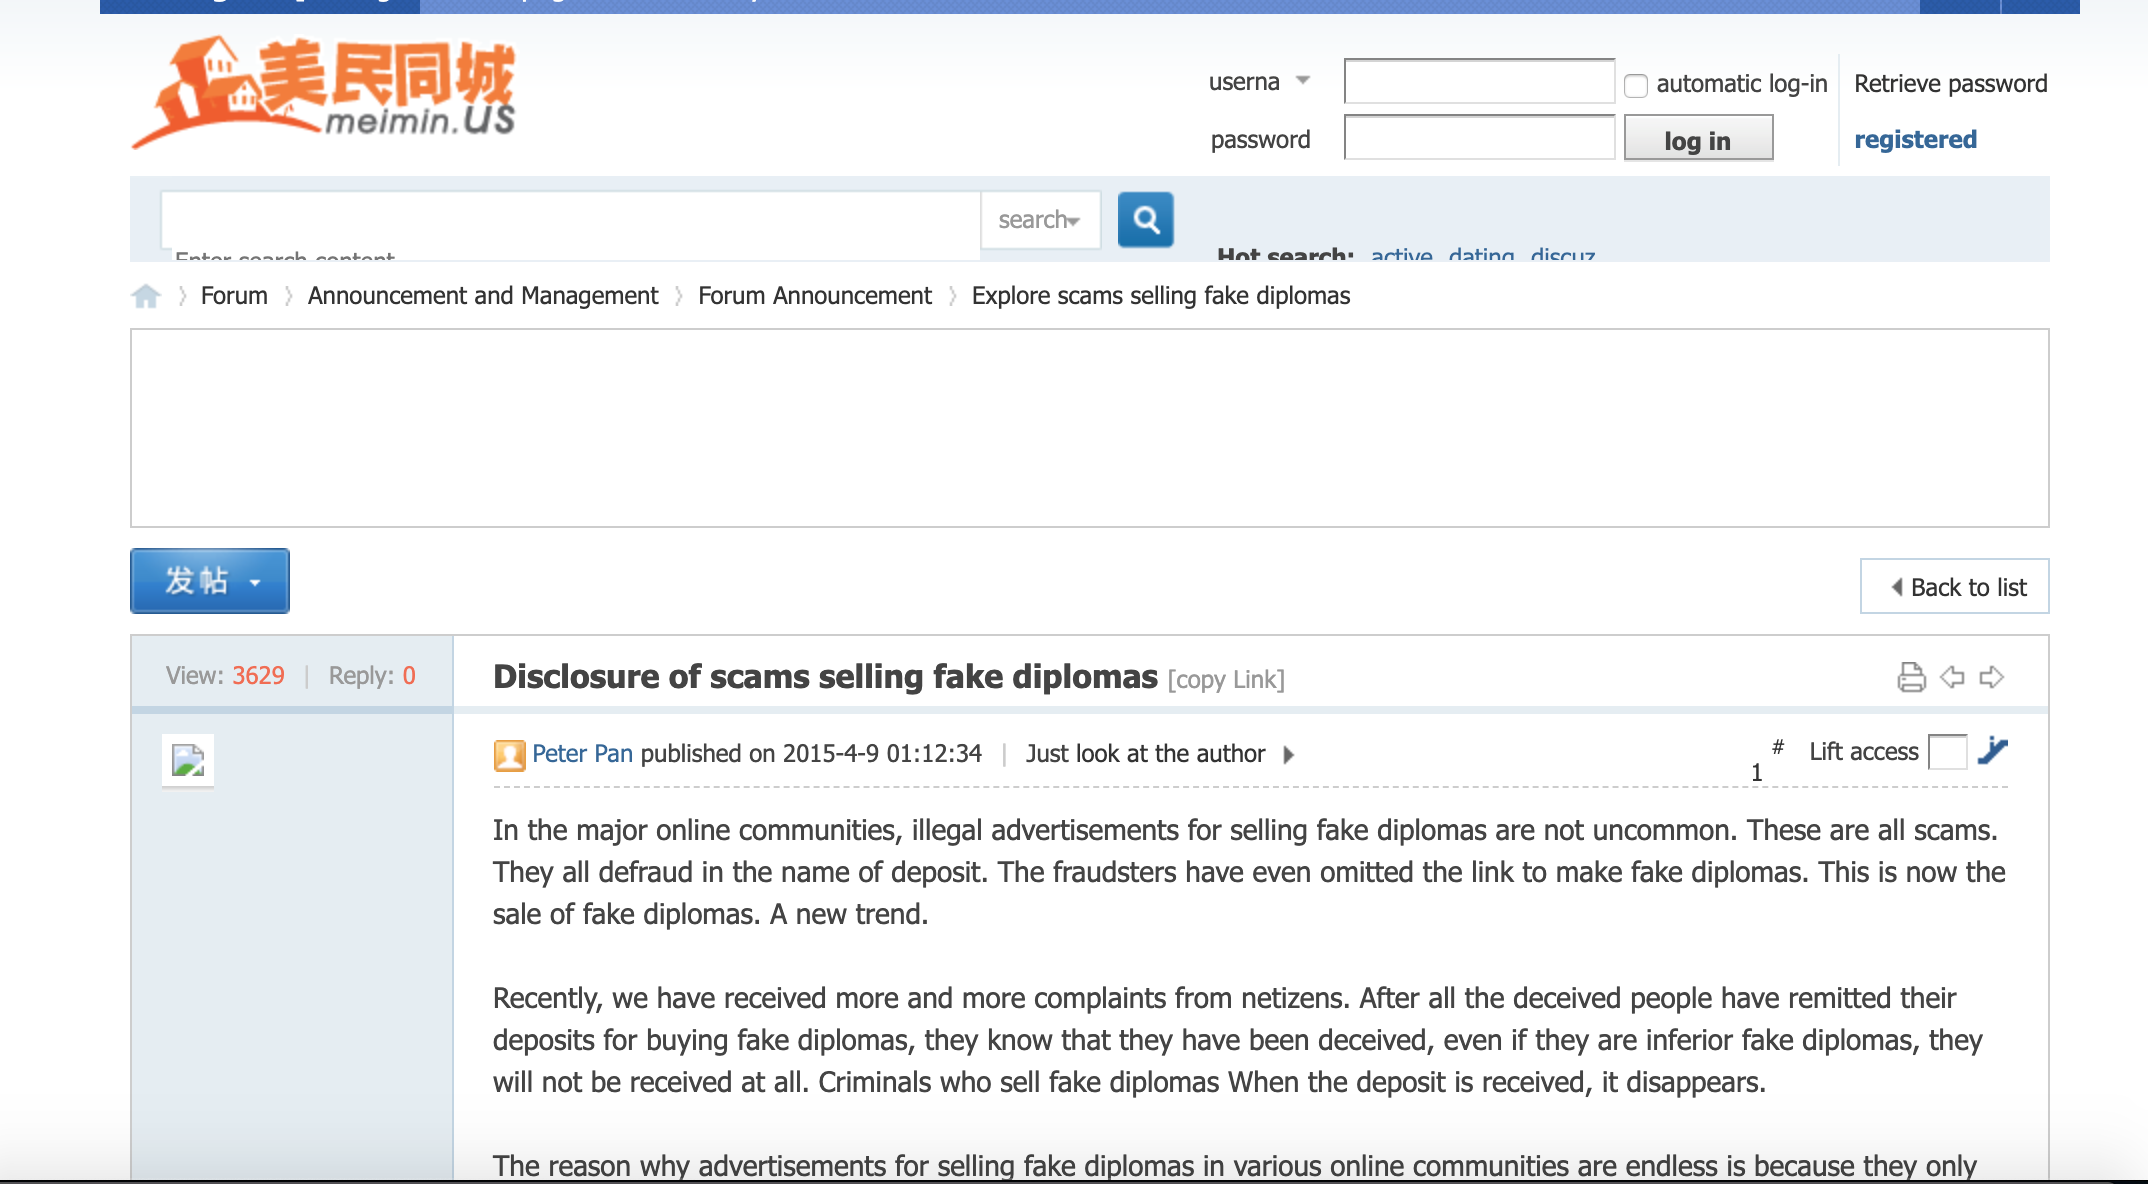 美民同城
meimin.us
userna
automatic log-in
Retrieve password
password
log in
registered
search
Enter search content
Hot search: active dating discuz
Forum 〉 Announcement and Management 〉 Forum Announcement 〉 Explore scams selling fake diplomas
发帖
Back to list
View: 3629 | Reply: 0
Disclosure of scams selling fake diplomas [copy Link]
Peter Pan published on 2015-4-9 01:12:34 | Just look at the author
1 #
Lift access
In the major online communities, illegal advertisements for selling fake diplomas are not uncommon. These are all scams.
They all defraud in the name of deposit. The fraudsters have even omitted the link to make fake diplomas. This is now the
sale of fake diplomas. A new trend.
Recently, we have received more and more complaints from netizens. After all the deceived people have remitted their
deposits for buying fake diplomas, they know that they have been deceived, even if they are inferior fake diplomas, they
will not be received at all. Criminals who sell fake diplomas When the deposit is received, it disappears.
The reason why advertisements for selling fake diplomas in various online communities are endless is because they only